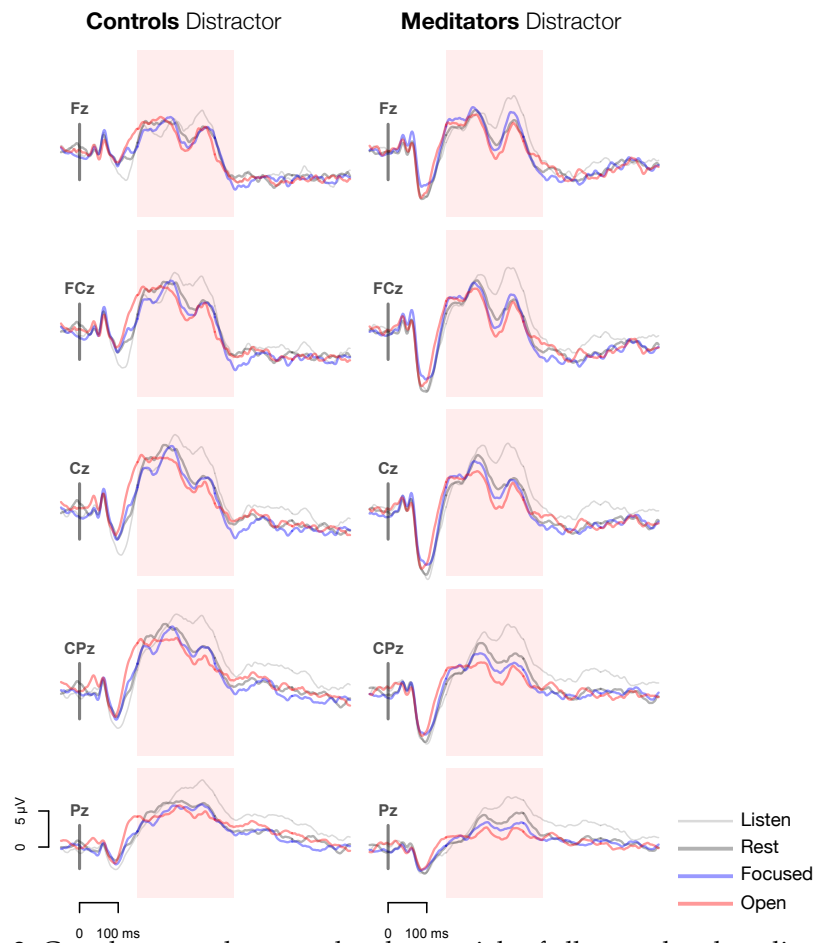 Controls Distractor
Meditators Distractor
Fz
Fz
FCz
FCz
Cz
Cz
CPz
CPz
Pz
Pz
5 µV
0
0 100 ms
0 100 ms
Listen
Rest
Focused
Open